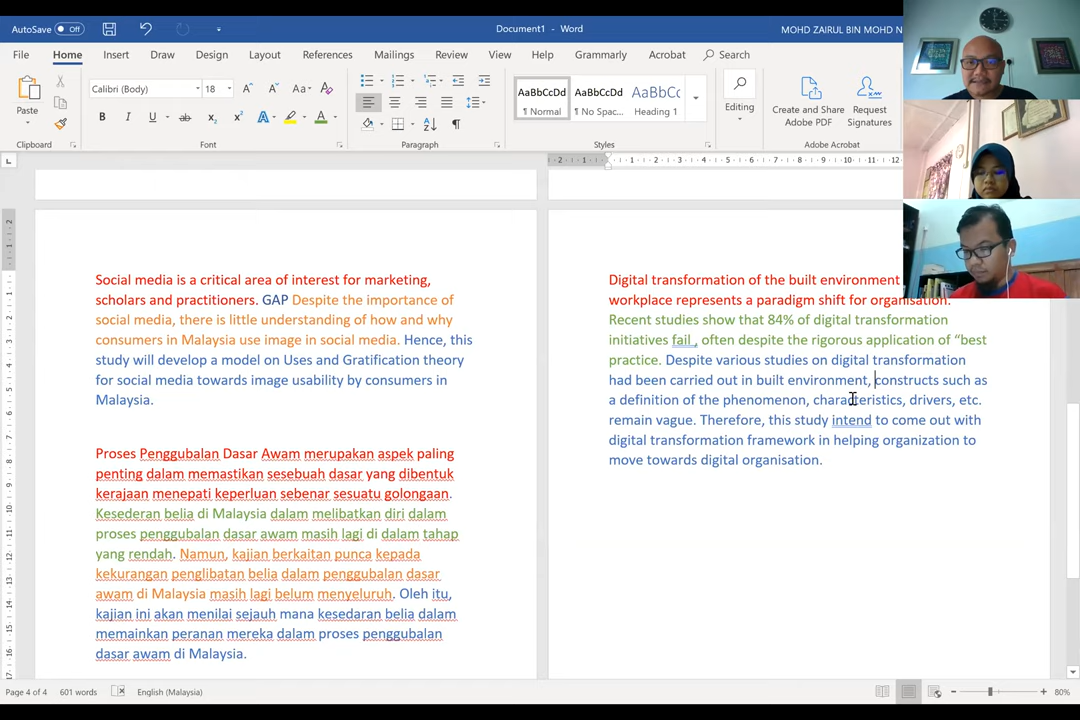 AutoSave Off
Document1 - Word
MOHD ZAIRUL BIN MOHD N
File Home Insert Draw Design Layout References Mailings Review View Help Grammarly Acrobat Search
Paste
Clipboard
Calibri (Body) 18
Font
Paragraph
AaBbCcDd AaBbCcDd AaBbCc
¶ Normal ¶ No Spac... Heading 1
Styles
Editing
Create and Share
Adobe PDF
Request
Signatures
Adobe Acrobat
Social media is a critical area of interest for marketing,
scholars and practitioners. GAP Despite the importance of
social media, there is little understanding of how and why
consumers in Malaysia use image in social media. Hence, this
study will develop a model on Uses and Gratification theory
for social media towards image usability by consumers in
Malaysia.
Proses Penggubalan Dasar Awam merupakan aspek paling
penting dalam memastikan sesebuah dasar yang dibentuk
kerajaan menepati keperluan sebenar sesuatu golongaan.
Kesederan belia di Malaysia dalam melibatkan diri dalam
proses penggubalan dasar awam masih lagi di dalam tahap
yang rendah. Namun, kajian berkaitan punca kepada
kekurangan penglibatan belia dalam penggubalan dasar
awam di Malaysia masih lagi belum menyeluruh. Oleh itu,
kajian ini akan menilai sejauh mana kesedaran belia dalam
memainkan peranan mereka dalam proses penggubalan
dasar awam di Malaysia.
Digital transformation of the built environment
workplace represents a paradigm shift for organisation.
Recent studies show that 84% of digital transformation
initiatives fail , often despite the rigorous application of “best
practice. Despite various studies on digital transformation
had been carried out in built environment, constructs such as
a definition of the phenomenon, characteristics, drivers, etc.
remain vague. Therefore, this study intend to come out with
digital transformation framework in helping organization to
move towards digital organisation.
Page 4 of 4 601 words English (Malaysia) 80%